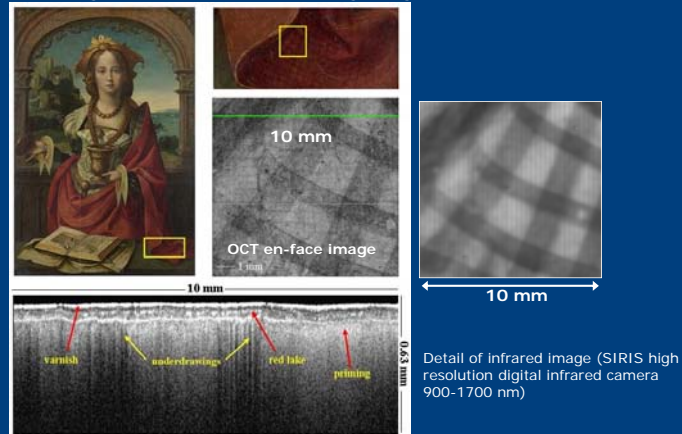 10 mm
OCT en-face image
1 mm
10 mm
varnish
underdrawings
red lake
priming
0.63 mm
10 mm
Detail of infrared image (SIRIS high
resolution digital infrared camera
900-1700 nm)